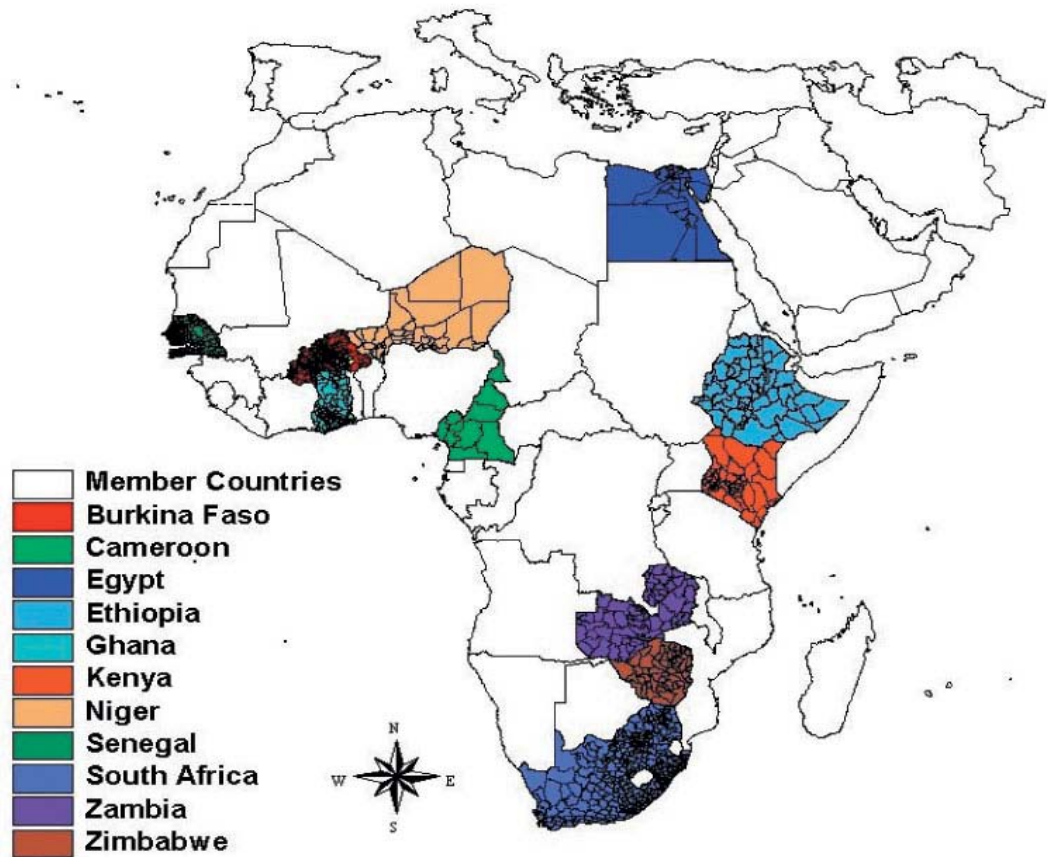 Member Countries
Burkina Faso
Cameroon
Egypt
Ethiopia
Ghana
Kenya
Niger
Senegal
South Africa
Zambia
Zimbabwe
N
W E
S